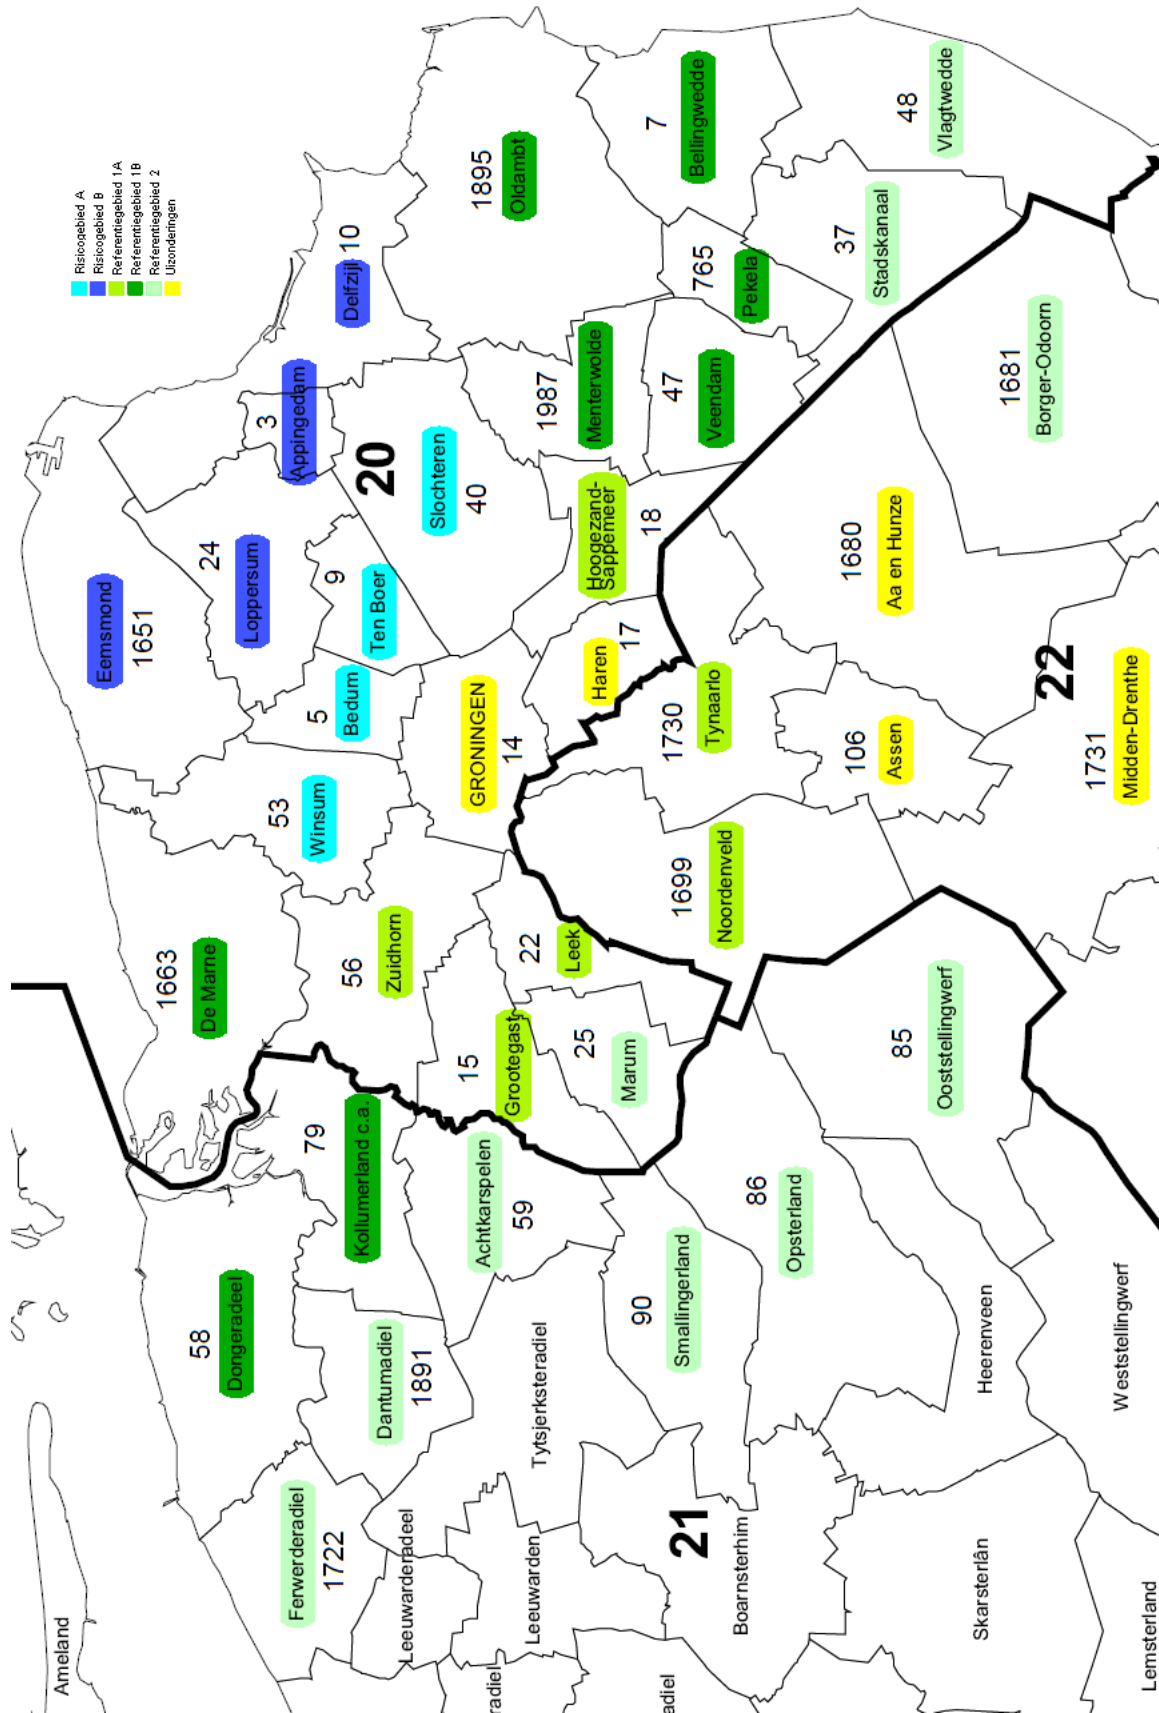 Risicogebied A
Risicogebied B
Referentiegebied 1A
Referentiegebied 1B
Referentiegebied 2
Uizonderingen
Ameland
Ferwerderadiel
1722
58
Dongeradeel
1663
De Marne
Eemsmond
1651
24
Loppersum
3
Appingedam
Delfzijl
10
53
Winsum
5
Bedum
9
Ten Boer
20
Slochteren
40
1895
Oldambt
79
Kollumerland c.a.
56
Zuidhorn
Dantumadiel
1891
Leeuwarderadeel
Achtkarspelen
59
15
Grootegast
GRONINGEN
14
22
Leek
25
Marum
Haren
17
Hoogezand-
Sappemeer
18
1987
Menterwolde
47
Veendam
765
Pekela
7
Bellingwedde
radiel
Leeuwarden
Tytsjerksteradiel
90
Smallingerland
86
Opsterland
1699
Noordenveld
1730
Tynaarlo
106
Assen
1680
Aa en Hunze
37
Stadskanaal
48
Vlagtwedde
adiel
21
Boarnsterhim
85
Ooststellingwerf
22
1681
Borger-Odoorn
Skarsterlân
Heerenveen
1731
Midden-Drenthe
Lemsterland
Weststellingwerf